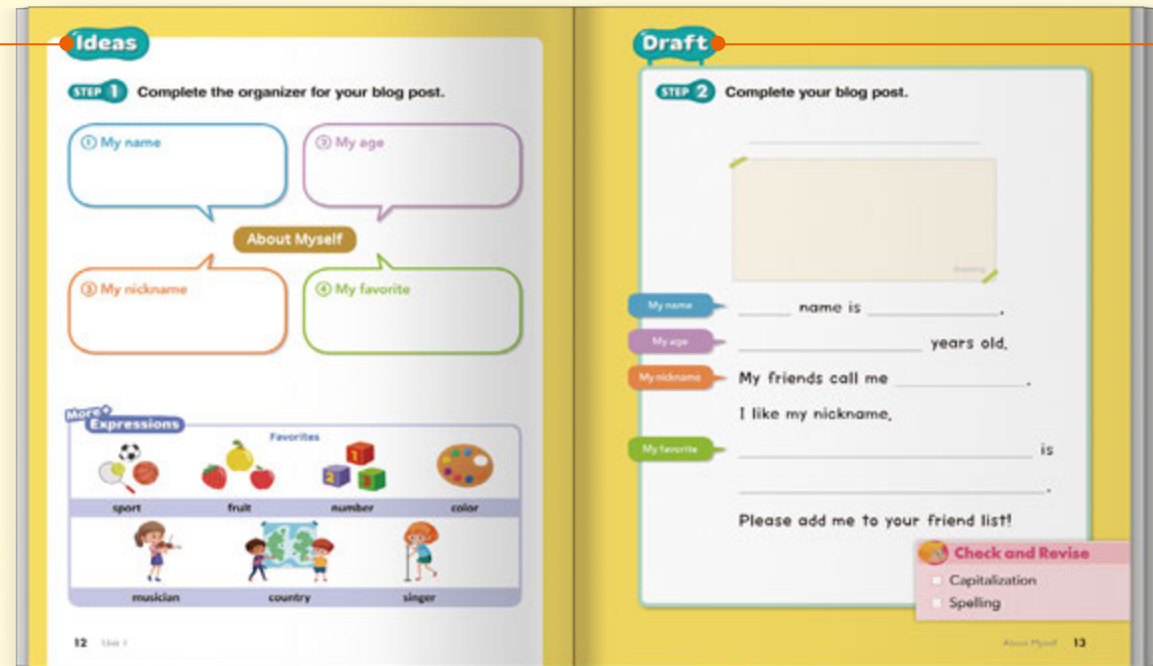 Ideas
STEP 1 Complete the organizer for your blog post.
① My name
② My age
About Myself
③ My nickname
④ My favorite
More+
Expressions
Favorites
sport fruit number color
musician country singer
12 Unit 1
Draft
STEP 2 Complete your blog post.
drawing
My name
name is .
My age
years old.
My nickname
My friends call me .
I like my nickname.
My favorite
is
.
Please add me to your friend list!
Check and Revise
Capitalization
Spelling
About Myself 13